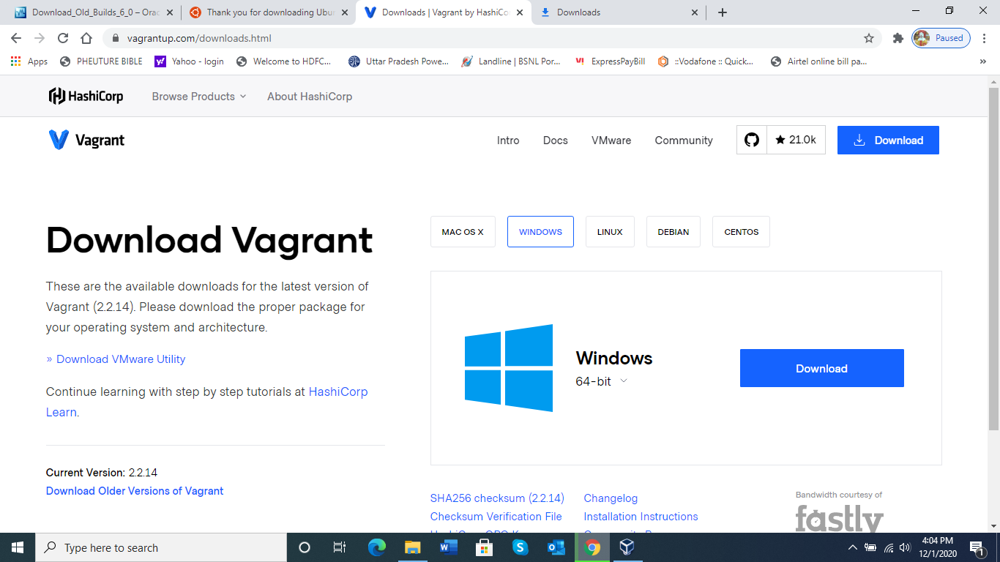 Download_Old_Builds_6_0 – Orac
Thank you for downloading Ubun
Downloads | Vagrant by HashiCor
Downloads
vagrantup.com/downloads.html
Paused
Apps
PHEUTURE BIBLE
Yahoo - login
Welcome to HDFC...
Uttar Pradesh Powe...
Landline | BSNL Por...
ExpressPayBill
::Vodafone :: Quick...
Airtel online bill pa...
»
HashiCorp
Browse Products
About HashiCorp
Vagrant
Intro
Docs
VMware
Community
21.0k
Download
Download Vagrant
MAC OS X
WINDOWS
LINUX
DEBIAN
CENTOS
These are the available downloads for the latest version of
Vagrant (2.2.14). Please download the proper package for
your operating system and architecture.
» Download VMware Utility
Continue learning with step by step tutorials at HashiCorp
Learn.
Windows
64-bit
Download
Current Version: 2.2.14
Download Older Versions of Vagrant
SHA256 checksum (2.2.14)
Changelog
Checksum Verification File
Installation Instructions
Bandwidth courtesy of
fastly
Type here to search
4:04 PM
12/1/2020
1